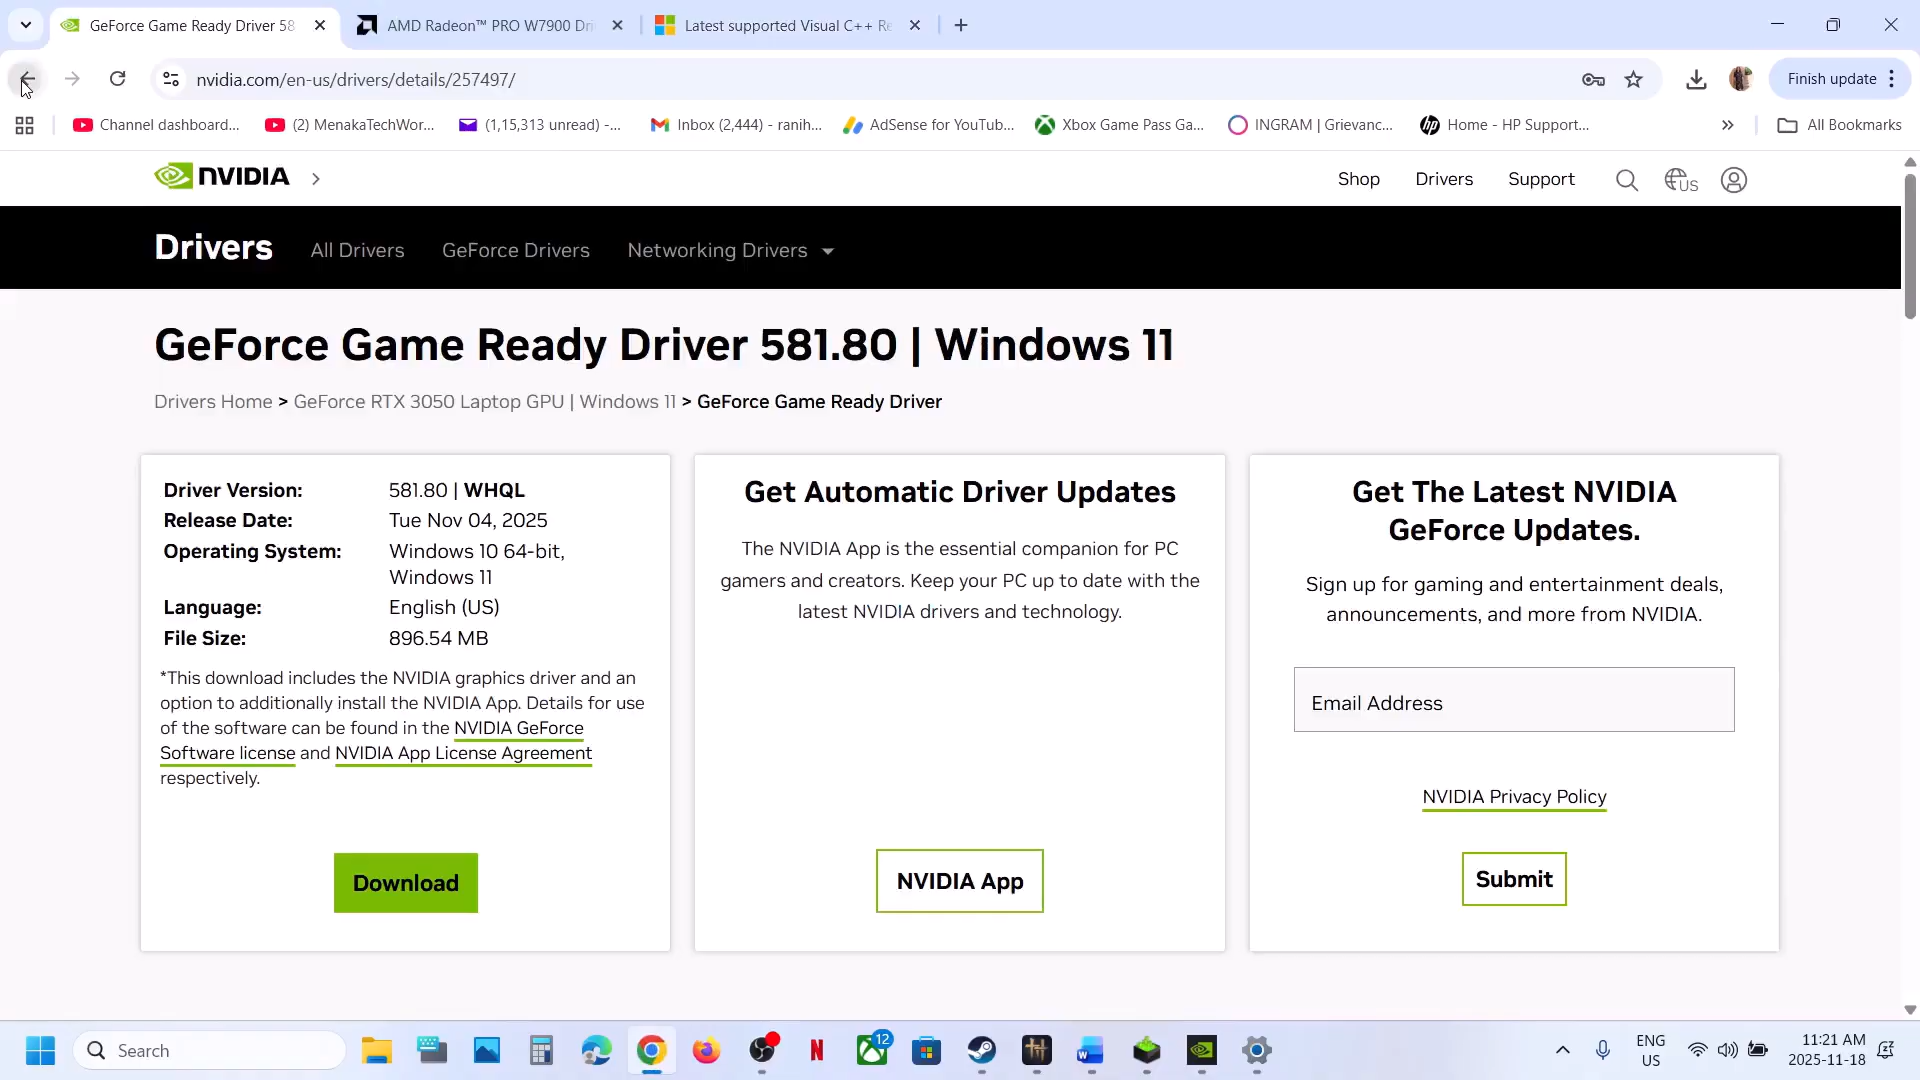 GeForce Game Ready Driver 58
AMD Radeon™ PRO W7900 Dri
Latest supported Visual C++ Re
nvidia.com/en-us/drivers/details/257497/
Finish update
Channel dashboard...
(2) MenakaTechWor...
(1,15,313 unread) -...
Inbox (2,444) - ranih...
AdSense for YouTub...
Xbox Game Pass Ga...
INGRAM | Grievanc...
Home - HP Support...
All Bookmarks
NVIDIA
Shop
Drivers
Support
US
Drivers
All Drivers
GeForce Drivers
Networking Drivers
GeForce Game Ready Driver 581.80 | Windows 11
Drivers Home > GeForce RTX 3050 Laptop GPU | Windows 11 > GeForce Game Ready Driver
Driver Version: 581.80 | WHQL
Release Date: Tue Nov 04, 2025
Operating System: Windows 10 64-bit,
Windows 11
Language: English (US)
File Size: 896.54 MB
*This download includes the NVIDIA graphics driver and an
option to additionally install the NVIDIA App. Details for use
of the software can be found in the NVIDIA GeForce
Software license and NVIDIA App License Agreement
respectively.
Download
Get Automatic Driver Updates
The NVIDIA App is the essential companion for PC
gamers and creators. Keep your PC up to date with the
latest NVIDIA drivers and technology.
NVIDIA App
Get The Latest NVIDIA
GeForce Updates.
Sign up for gaming and entertainment deals,
announcements, and more from NVIDIA.
Email Address
NVIDIA Privacy Policy
Submit
Search
12
ENG
US
11:21 AM
2025-11-18